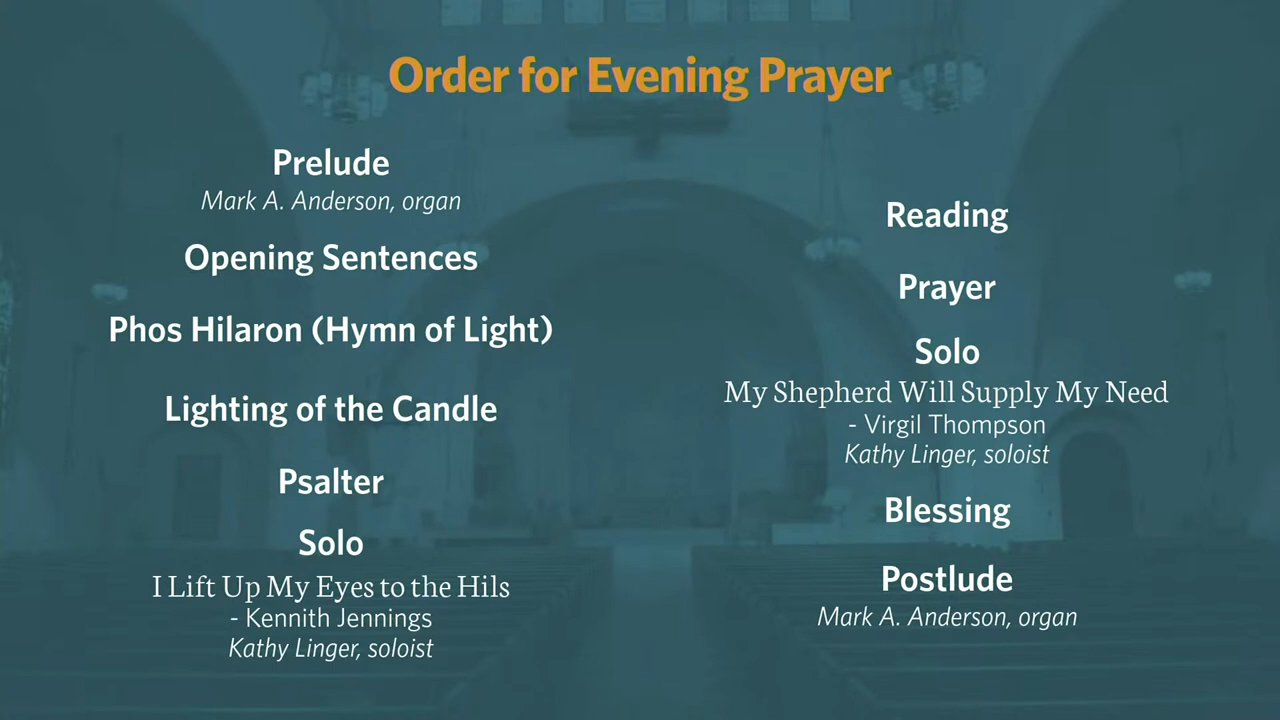 Order for Evening Prayer
Prelude
Mark A. Anderson, organ
Opening Sentences
Phos Hilaron (Hymn of Light)
Lighting of the Candle
Psalter
Solo
I Lift Up My Eyes to the Hils
- Kennith Jennings
Kathy Linger, soloist
Reading
Prayer
Solo
My Shepherd Will Supply My Need
- Virgil Thompson
Kathy Linger, soloist
Blessing
Postlude
Mark A. Anderson, organ